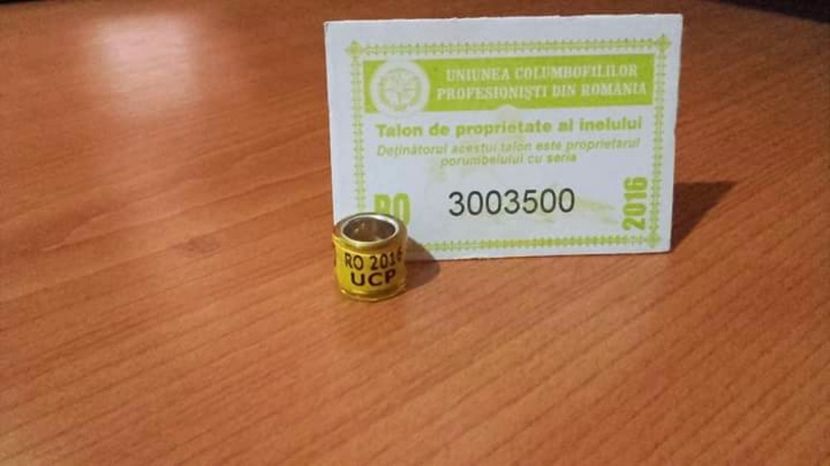 UNIUNEA COLUMBOFILILOR
PROFESIONIȘTI DIN ROMÂNIA
Talon de proprietate al inelului
Deținătorul acestui talon este proprietarul
porumbelului cu seria
RO 3003500 2016
RO 2016
UCP